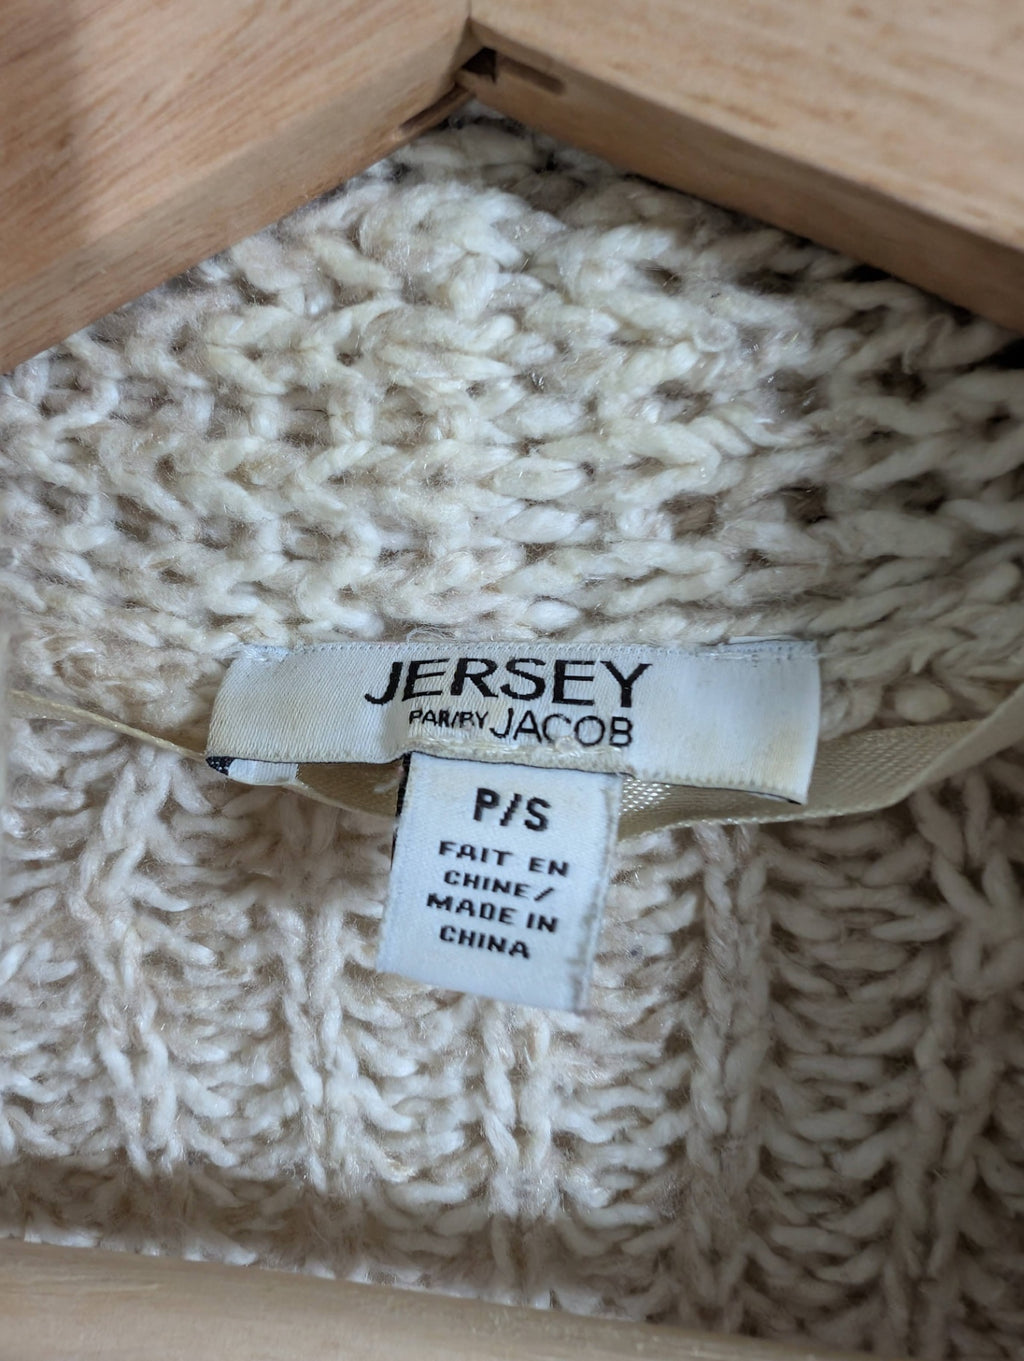 JERSEY
PAR/BY JACOB
P/S
FAIT EN
CHINE/
MADE IN
CHINA